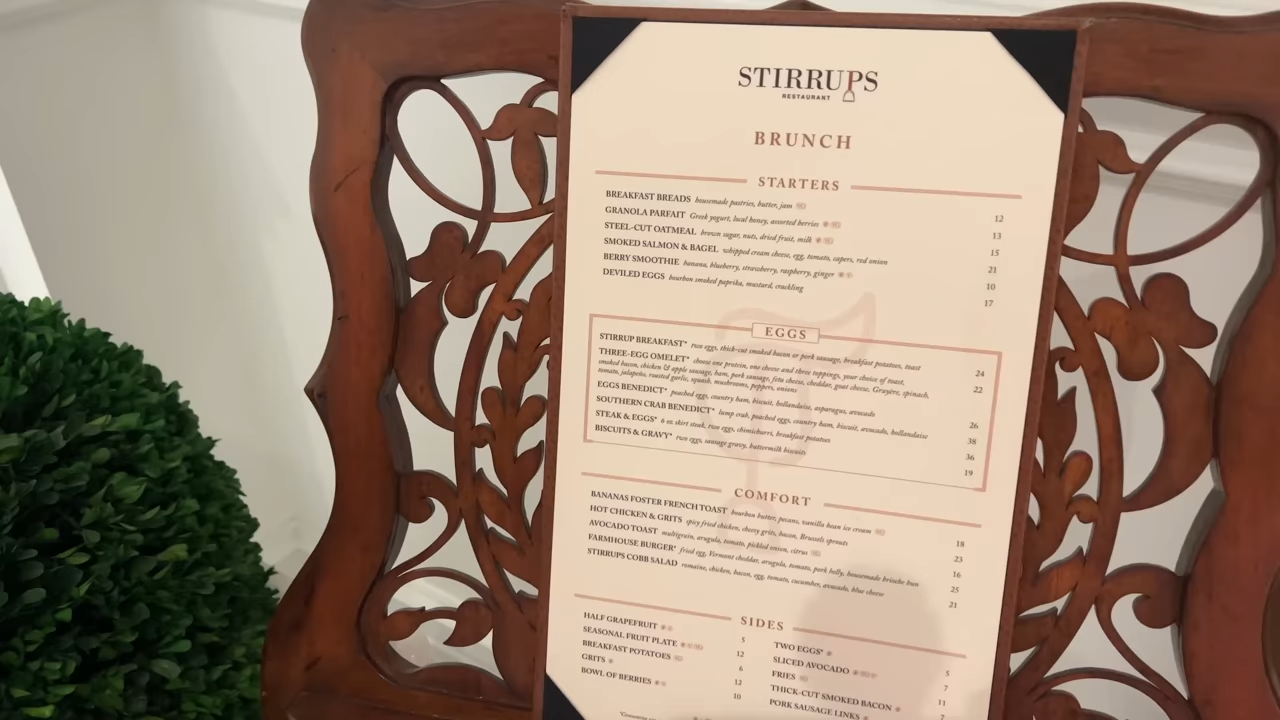 STIRRUPS
RESTAURANT
BRUNCH
STARTERS
BREAKFAST BREADS housemade pastries, butter, jam 12
GRANOLA PARFAIT Greek yogurt, local honey, assorted berries 13
STEEL-CUT OATMEAL brown sugar, nuts, dried fruit, milk 15
SMOKED SALMON & BAGEL whipped cream cheese, egg, tomato, capers, red onion 21
BERRY SMOOTHIE banana, blueberry, strawberry, raspberry, ginger 10
DEVILED EGGS bourbon smoked paprika, mustard, crackling 17
EGGS
STIRRUP BREAKFAST* two eggs, thick-cut smoked bacon or pork sausage, breakfast potatoes, toast 24
THREE-EGG OMELET* choose one protein, one cheese and three toppings, your choice of toast, 22
smoked bacon, chicken & apple sausage, ham, pork sausage, feta cheese, cheddar, goat cheese, Gruyère, spinach,
tomato, jalapeño, roasted garlic, squash, mushrooms, peppers, onions
EGGS BENEDICT* poached eggs, country ham, biscuit, hollandaise, asparagus, avocado 26
SOUTHERN CRAB BENEDICT* lump crab, poached eggs, country ham, biscuit, avocado, hollandaise 38
STEAK & EGGS* 6 oz skirt steak, two eggs, chimichurri, breakfast potatoes 36
BISCUITS & GRAVY* two eggs, sausage gravy, buttermilk biscuits 19
COMFORT
BANANAS FOSTER FRENCH TOAST bourbon butter, pecans, vanilla bean ice cream 18
HOT CHICKEN & GRITS spicy fried chicken, cheesy grits, bacon, Brussels sprouts 23
AVOCADO TOAST multigrain, arugula, tomato, pickled onion, citrus 16
FARMHOUSE BURGER* fried egg, Vermont cheddar, arugula, tomato, pork belly, housemade brioche bun 25
STIRRUPS COBB SALAD romaine, chicken, bacon, egg, tomato, cucumber, avocado, blue cheese 21
SIDES
HALF GRAPEFRUIT 5
SEASONAL FRUIT PLATE 12
BREAKFAST POTATOES 6
GRITS 12
BOWL OF BERRIES 10
TWO EGGS* 5
SLICED AVOCADO 7
FRIES 11
THICK-CUT SMOKED BACON 7
PORK SAUSAGE LINKS